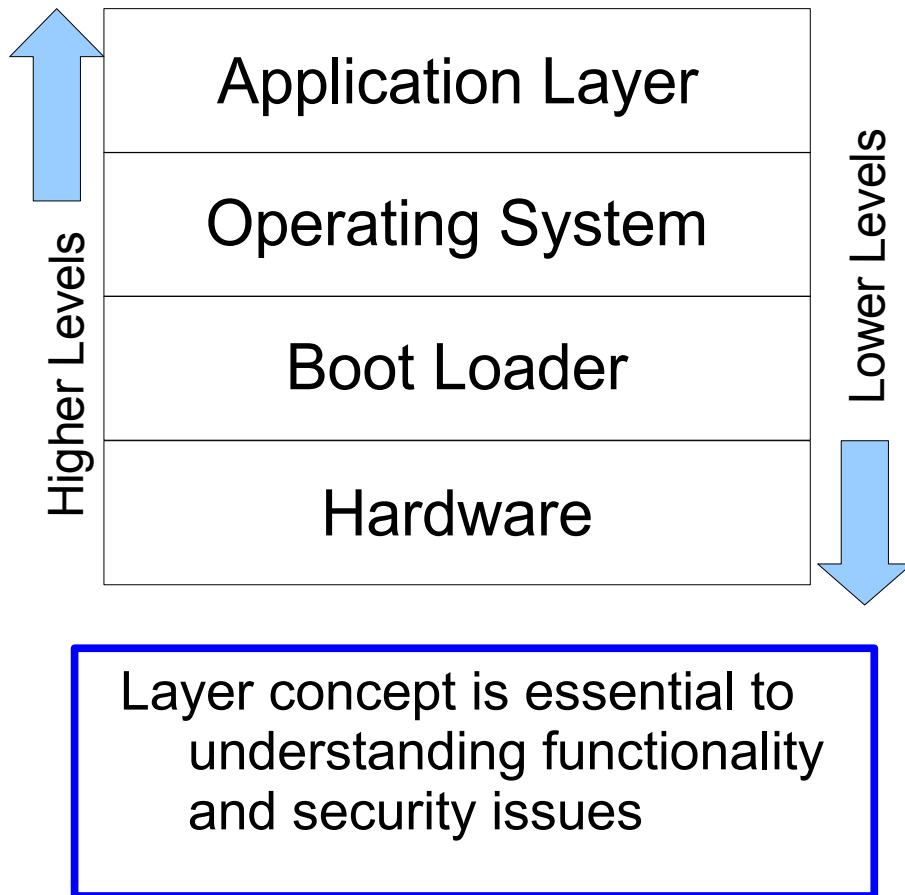 Application Layer
Operating System
Boot Loader
Hardware
Higher Levels
Lower Levels
Layer concept is essential to
understanding functionality
and security issues